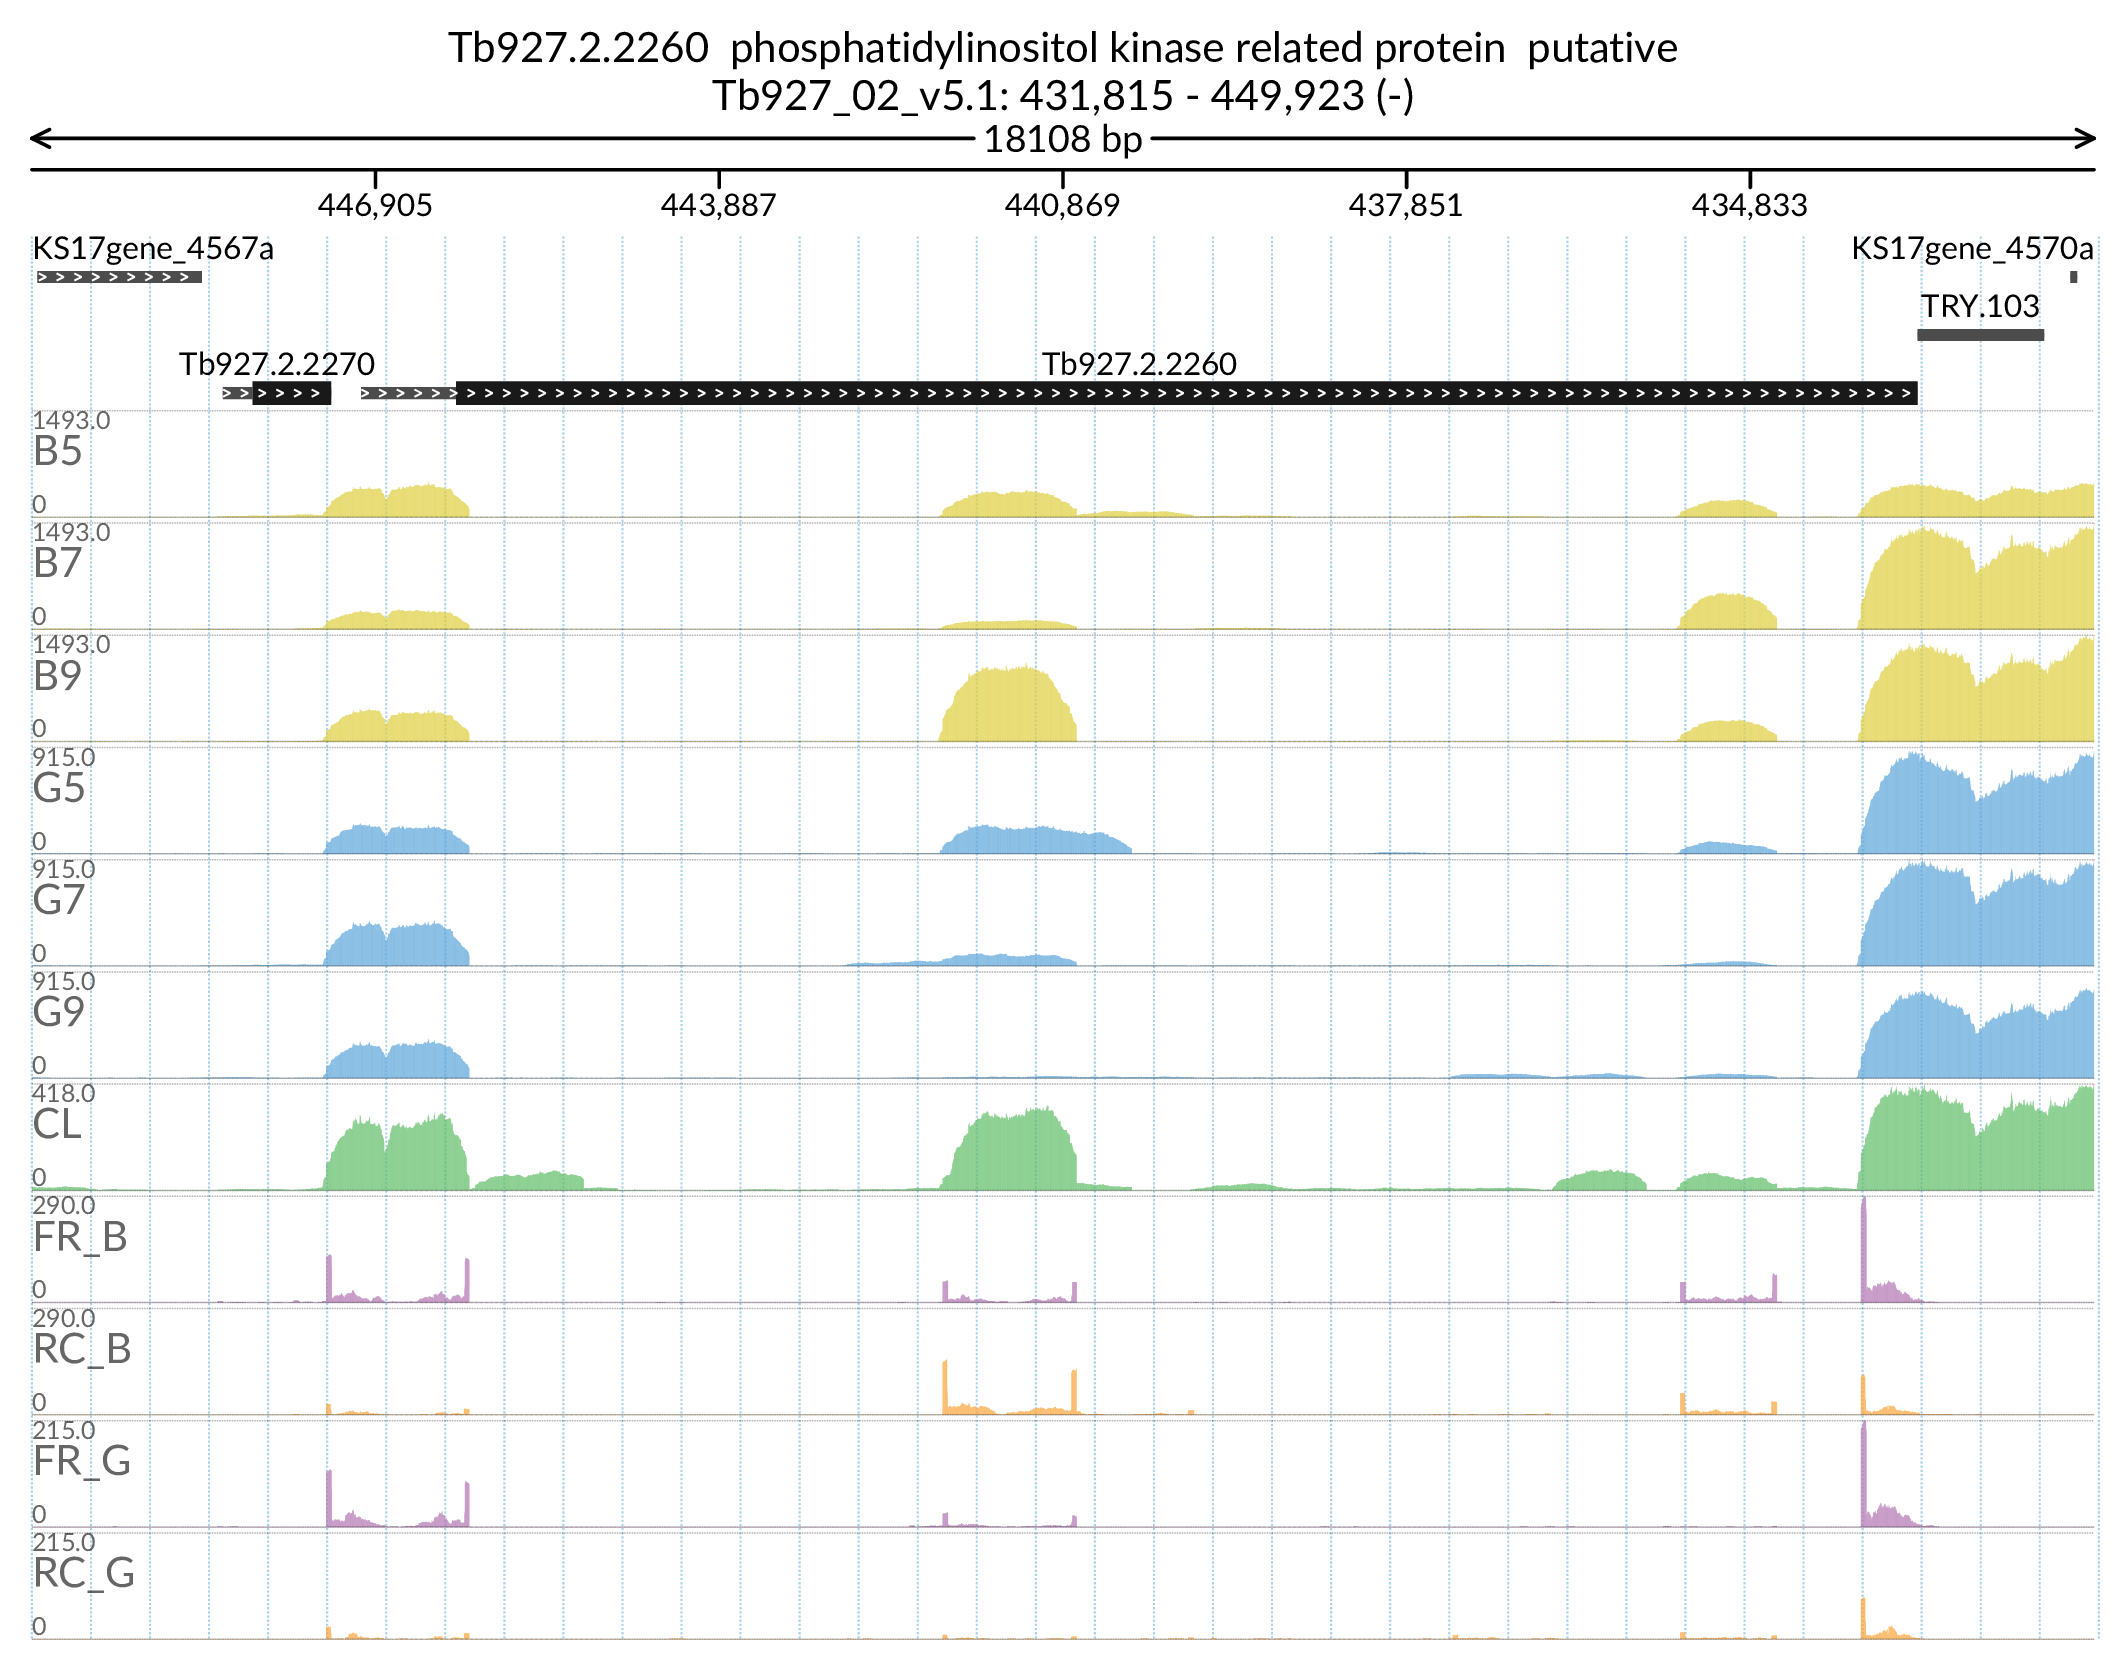 Tb927.2.2260  phosphatidylinositol kinase related protein  putative
Tb927_02_v5.1: 431,815 - 449,923 (-)
18108 bp
446,905 443,887 440,869 437,851 434,833
KS17gene_4567a KS17gene_4570a
TRY.103
Tb927.2.2270 Tb927.2.2260
1493.0
B5
0
1493.0
B7
0
1493.0
B9
0
915.0
G5
0
915.0
G7
0
915.0
G9
0
418.0
CL
0
290.0
FR_B
0
290.0
RC_B
0
215.0
FR_G
0
215.0
RC_G
0